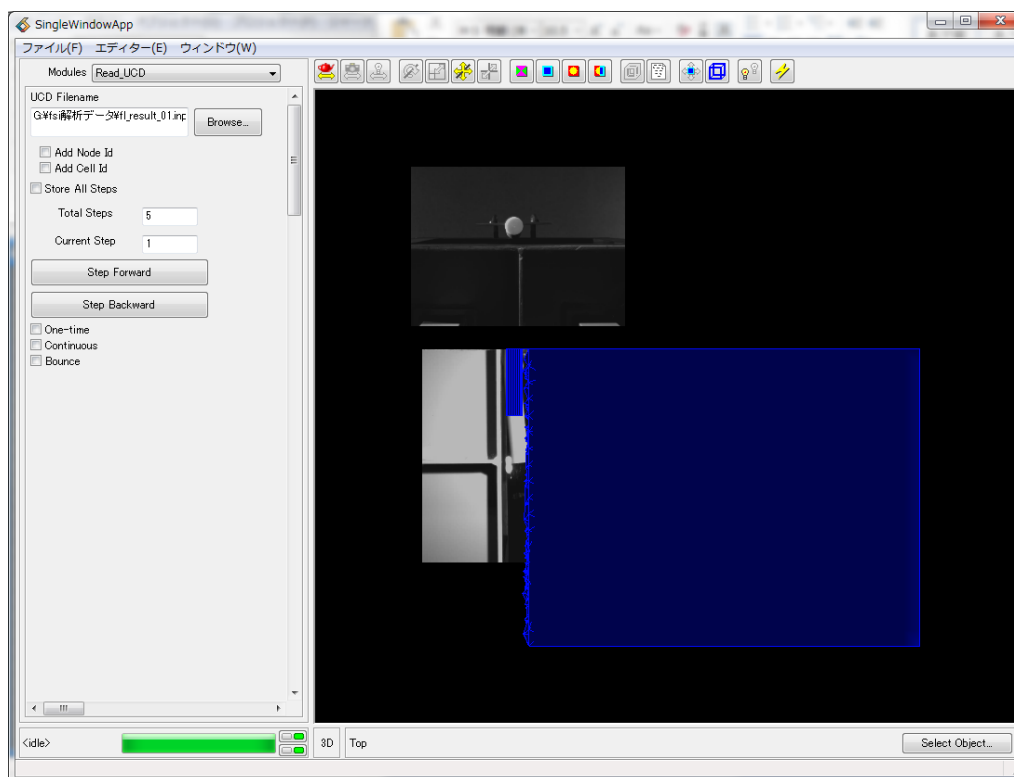 SingleWindowApp
ファイル(F) エディター(E) ウィンドウ(W)
Modules Read_UCD
UCD Filename
G:¥fsi解析データ¥fl_result_01.inp
Browse...
Add Node Id
Add Cell Id
Store All Steps
Total Steps 5
Current Step 1
Step Forward
Step Backward
One-time
Continuous
Bounce
<idle>
3D Top
Select Object...